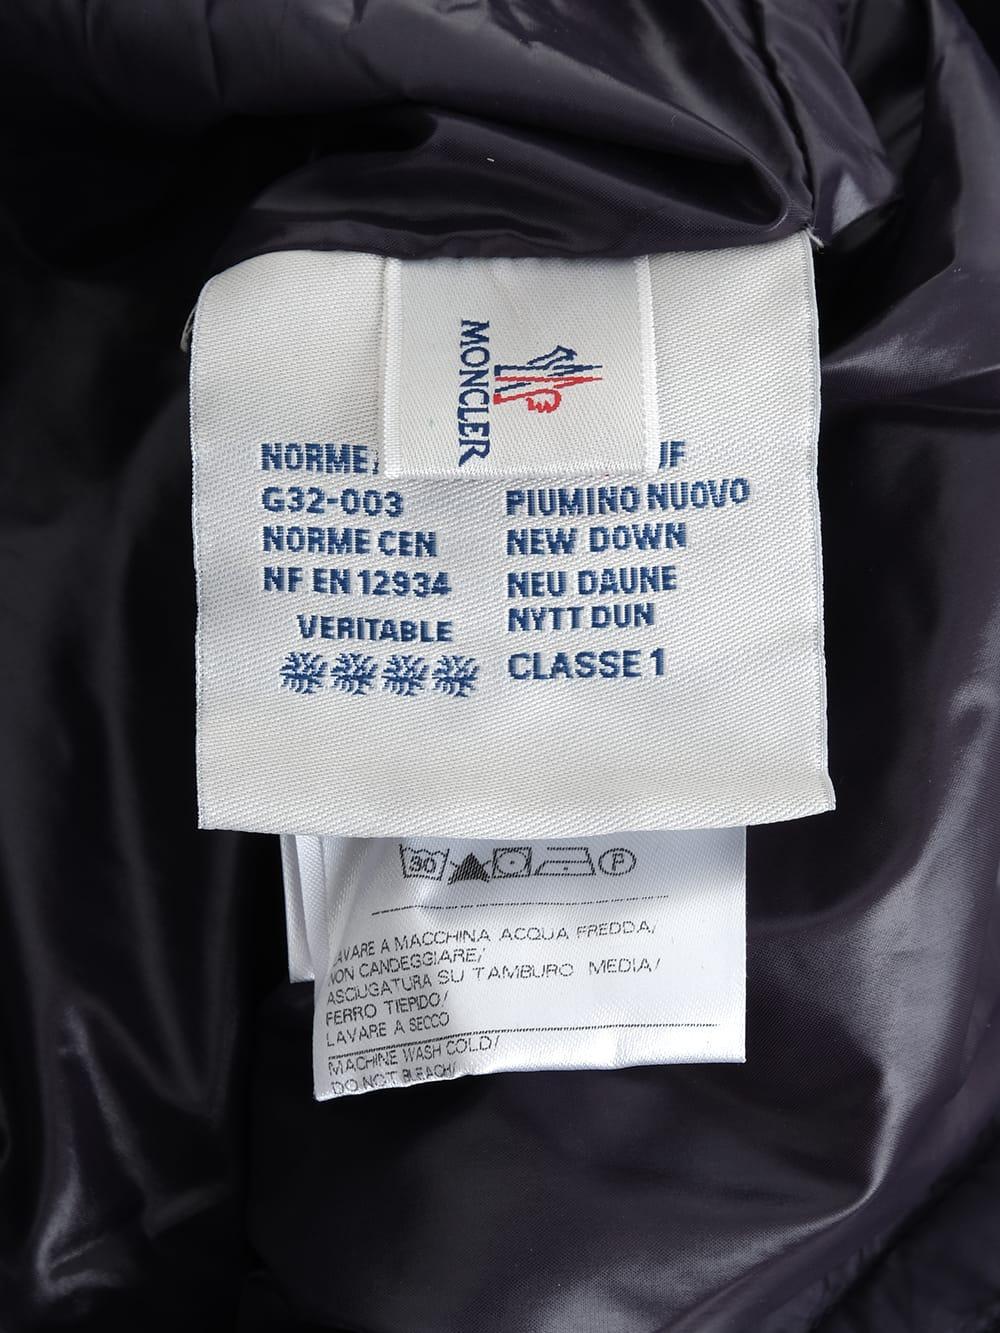 MONCLER
NORME
G32-003
NORME CEN
NF EN 12934
VERITABLE
PIUMINO NUOVO
NEW DOWN
NEU DAUNE
NYTT DUN
CLASSE 1
30
P
LAVARE A MACCHINA ACQUA FREDDA/
NON CANDEGGIARE/
ASCIUGATURA SU TAMBURO MEDIA/
FERRO TIEPIDO/
LAVARE A SECCO
MACHINE WASH COLD/
DO NOT BLEACH/